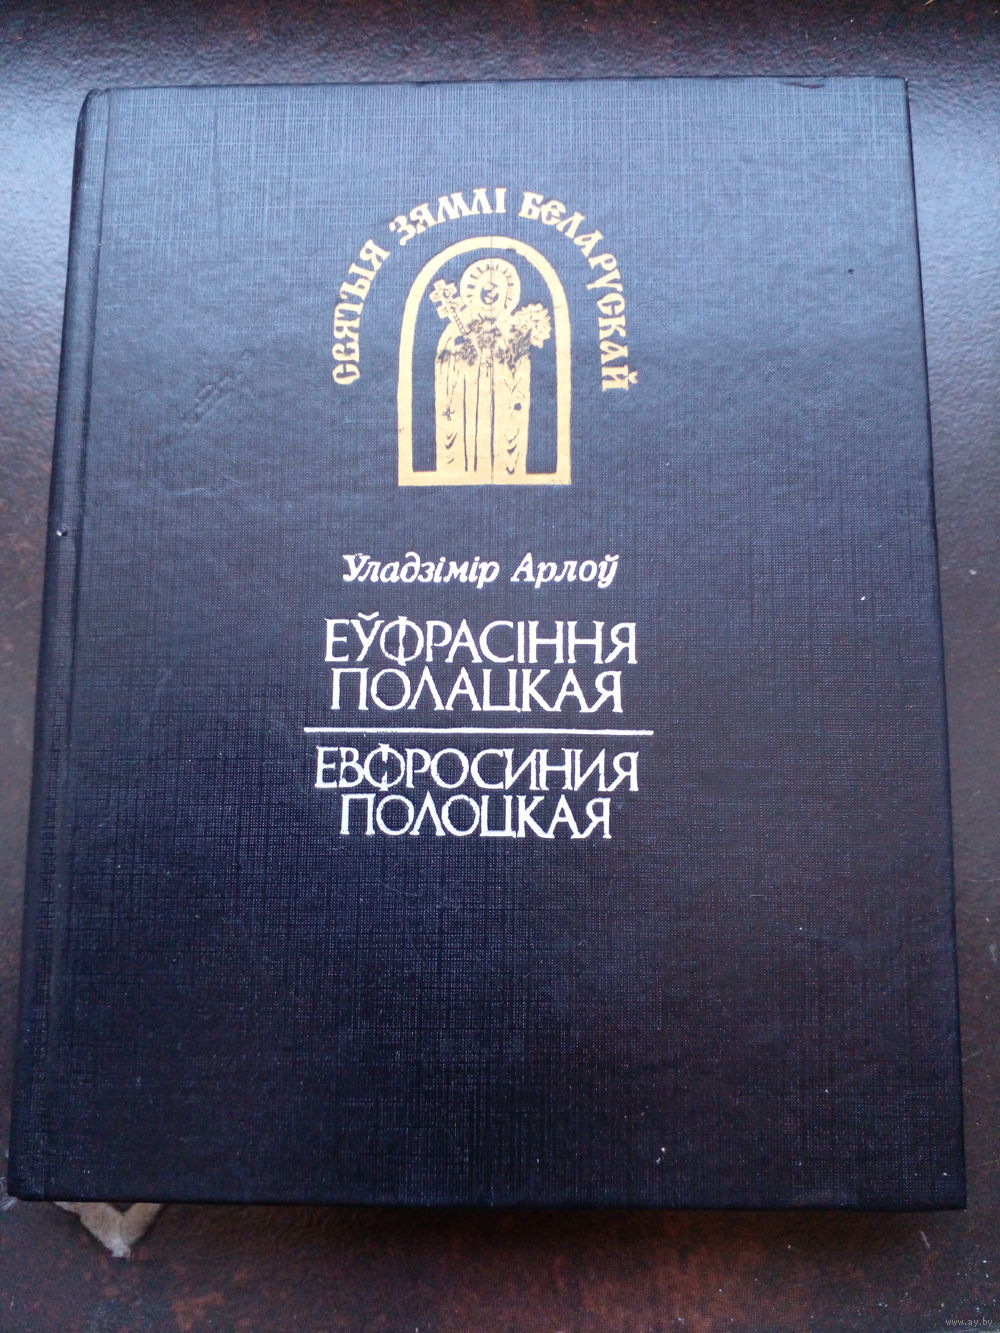 СВЯТЫЯ ЗЯМЛІ БЕЛАРУСКАЙ
Уладзімір Арлоў
ЕЎФРАСІННЯ
ПОЛАЦКАЯ
ЕВФРОСИНИЯ
ПОЛОЦКАЯ
www.ay.by